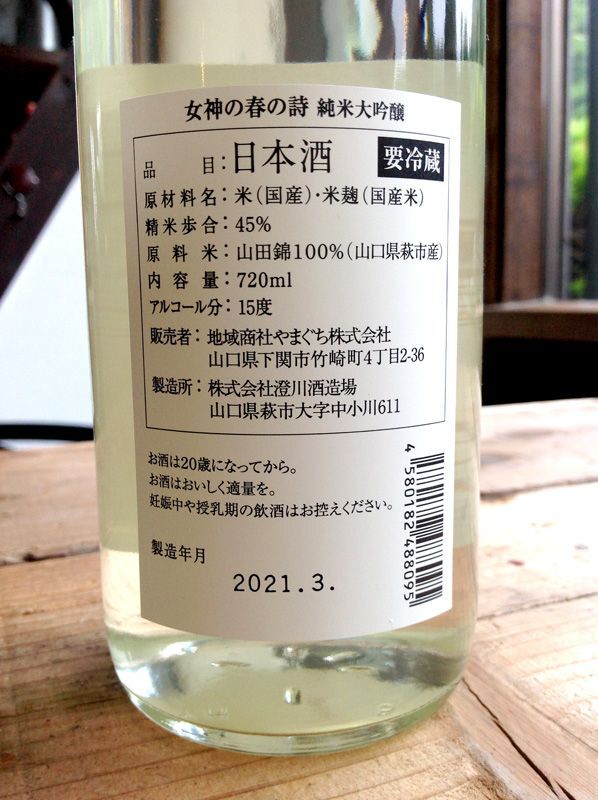 女神の春の詩 純米大吟醸
品目:日本酒 要冷蔵
原材料名:米(国産)・米麹(国産米)
精米歩合:45%
原料米:山田錦100%(山口県萩市産)
内容量:720ml
アルコール分:15度
販売者:地域商社やまぐち株式会社
山口県下関市竹崎町4丁目2-36
製造所:株式会社澄川酒造場
山口県萩市大字中小川611
お酒は20歳になってから。
お酒はおいしく適量を。
妊娠中や授乳期の飲酒はお控えください。
製造年月
2021.3.
4 580182 488095